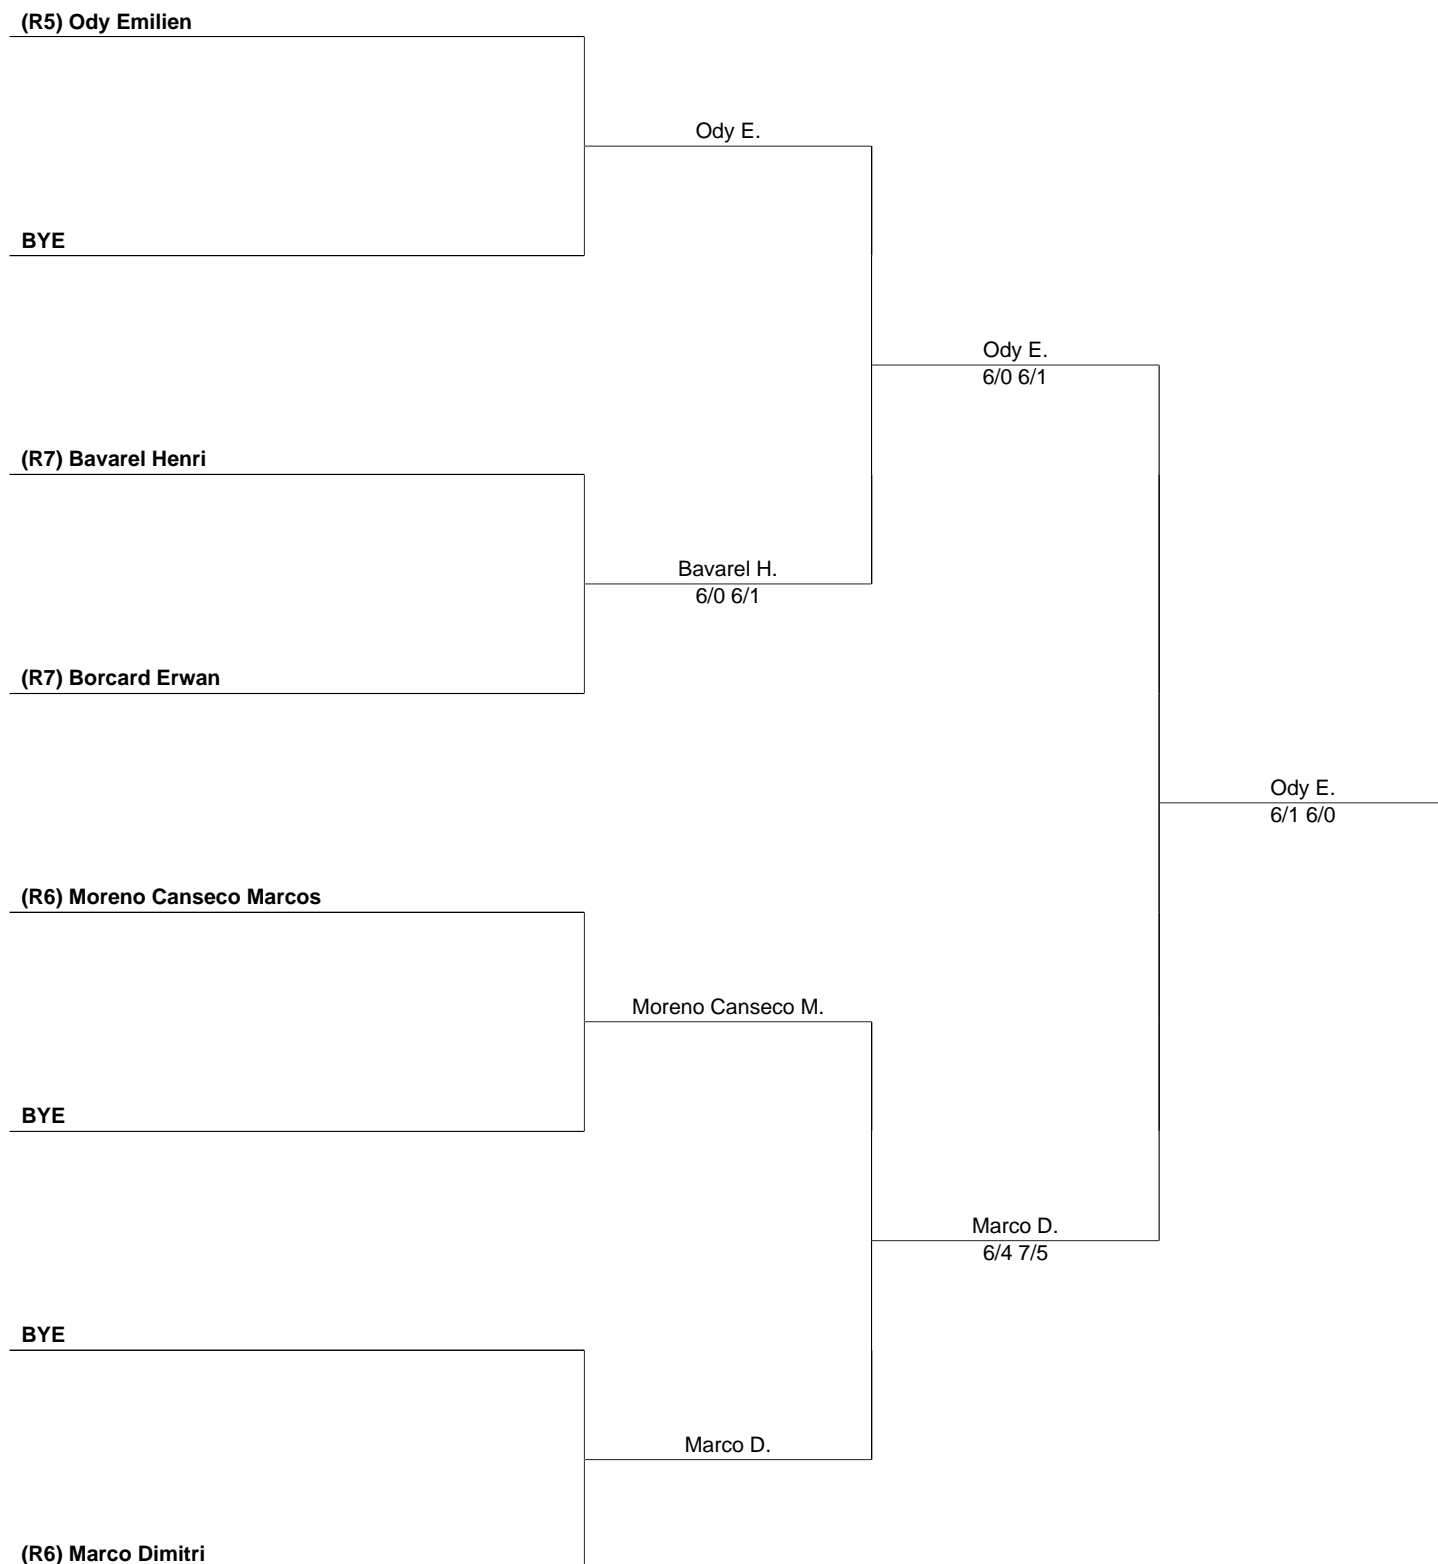 (R5) Ody Emilien
Ody E.
BYE
Ody E.
6/0 6/1
(R7) Bavarel Henri
Bavarel H.
6/0 6/1
(R7) Borcard Erwan
Ody E.
6/1 6/0
(R6) Moreno Canseco Marcos
Moreno Canseco M.
BYE
Marco D.
6/4 7/5
BYE
Marco D.
(R6) Marco Dimitri